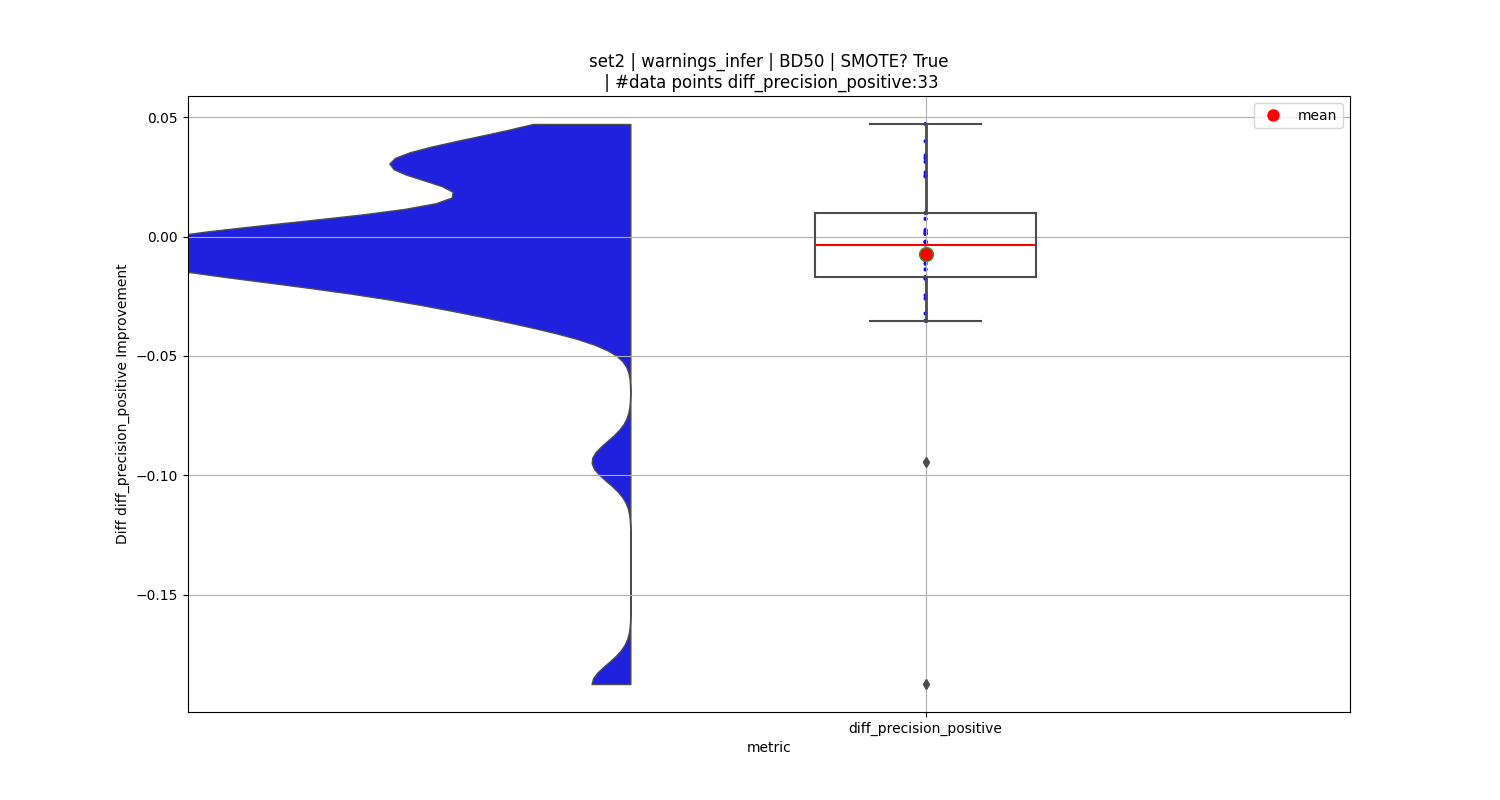 set2 | warnings_infer | BD50 | SMOTE? True
| #data points diff_precision_positive:33
mean
0.05
0.00
−0.05
−0.10
−0.15
Diff diff_precision_positive Improvement
diff_precision_positive
metric